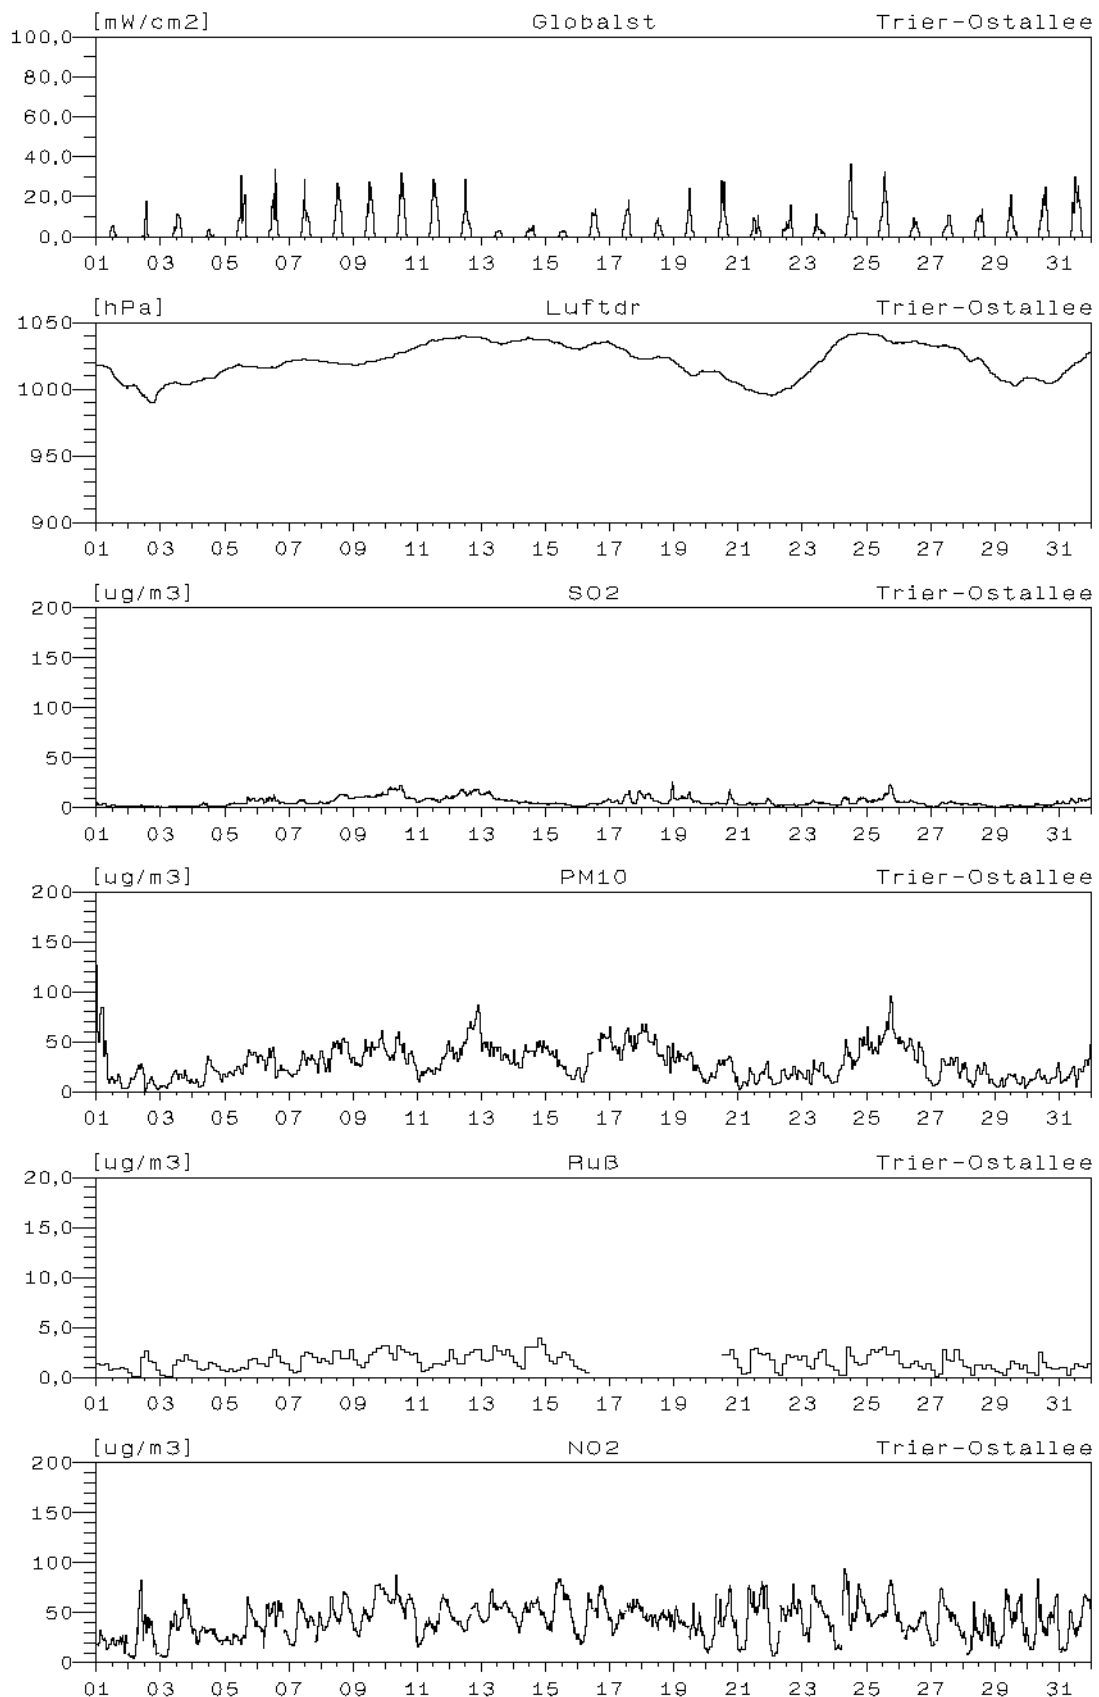 [mW/cm2] Globalst Trier-Ostallee
100,0
80,0
60,0
40,0
20,0
0,0
01 03 05 07 09 11 13 15 17 19 21 23 25 27 29 31
[hPa] Luftdr Trier-Ostallee
1050
1000
950
900
01 03 05 07 09 11 13 15 17 19 21 23 25 27 29 31
[ug/m3] SO2 Trier-Ostallee
200
150
100
50
0
01 03 05 07 09 11 13 15 17 19 21 23 25 27 29 31
[ug/m3] PM10 Trier-Ostallee
200
150
100
50
0
01 03 05 07 09 11 13 15 17 19 21 23 25 27 29 31
[ug/m3] Ruß Trier-Ostallee
20,0
15,0
10,0
5,0
0,0
01 03 05 07 09 11 13 15 17 19 21 23 25 27 29 31
[ug/m3] NO2 Trier-Ostallee
200
150
100
50
0
01 03 05 07 09 11 13 15 17 19 21 23 25 27 29 31